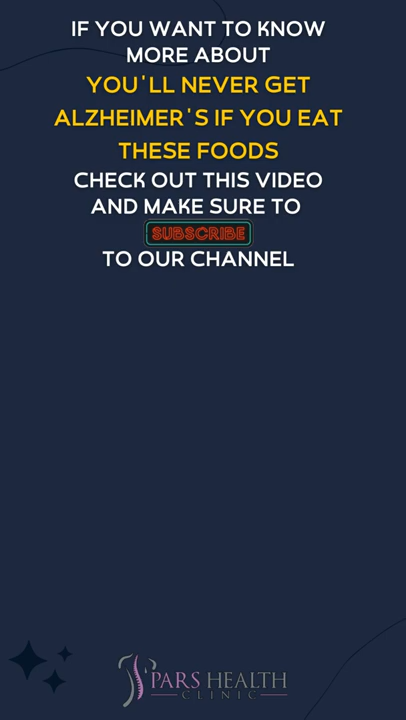 IF YOU WANT TO KNOW
MORE ABOUT
YOU'LL NEVER GET
ALZHEIMER'S IF YOU EAT
THESE FOODS
CHECK OUT THIS VIDEO
AND MAKE SURE TO
SUBSCRIBE
TO OUR CHANNEL
PARS HEALTH
CLINIC